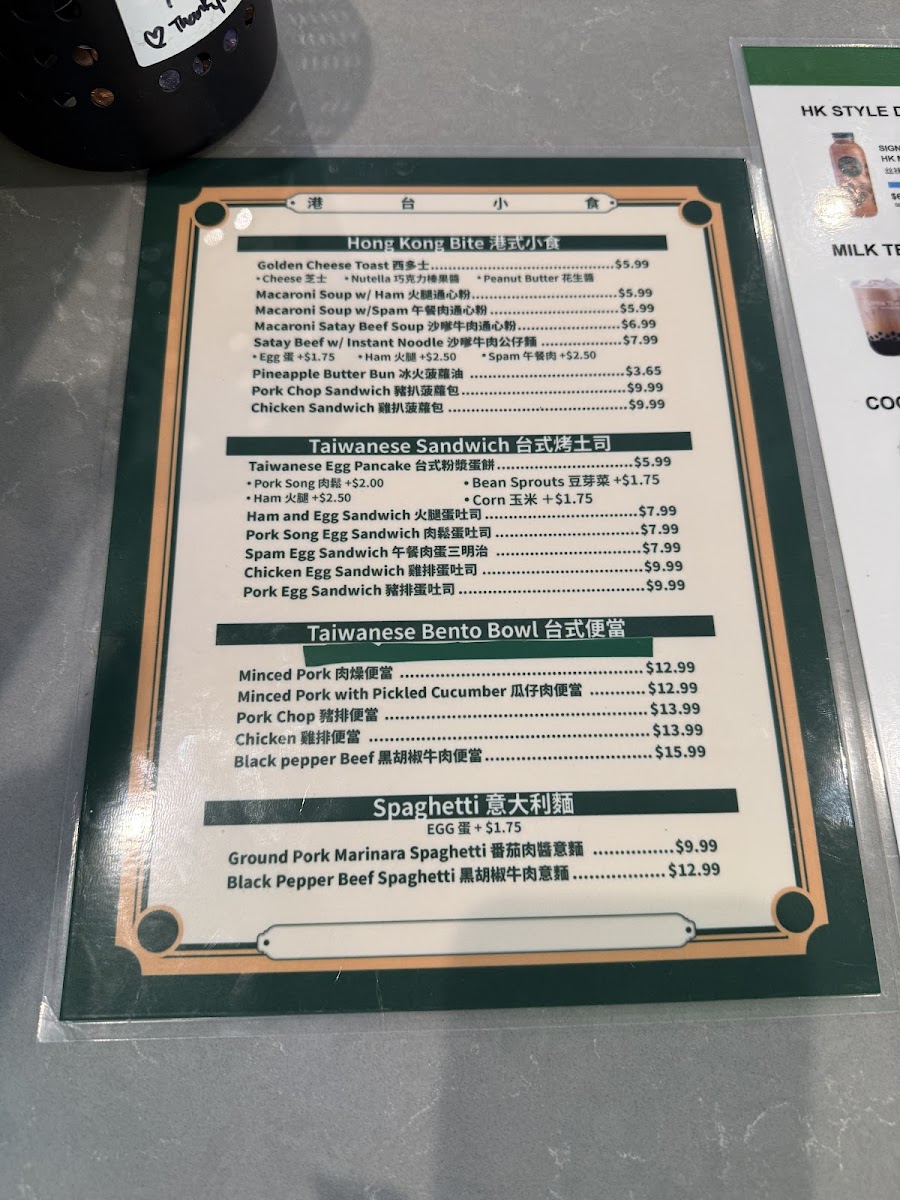 ♡ Thank
港 台 小 食
Hong Kong Bite 港式小食
Golden Cheese Toast 西多士..............................$5.99
• Cheese 芝士 • Nutella 巧克力榛果醬 • Peanut Butter 花生醬
Macaroni Soup w/ Ham 火腿通心粉..............................$5.99
Macaroni Soup w/Spam 午餐肉通心粉..............................$5.99
Macaroni Satay Beef Soup 沙嗲牛肉通心粉..............................$6.99
Satay Beef w/ Instant Noodle 沙嗲牛肉公仔麵 ....................$7.99
• Egg 蛋 +$1.75 • Ham 火腿 +$2.50 • Spam 午餐肉 +$2.50
Pineapple Butter Bun 冰火菠蘿油 ..............................$3.65
Pork Chop Sandwich 豬扒菠蘿包..............................$9.99
Chicken Sandwich 雞扒菠蘿包 ..............................$9.99
Taiwanese Sandwich 台式烤土司
Taiwanese Egg Pancake 台式粉漿蛋餅..............................$5.99
• Pork Song 肉鬆 +$2.00 • Bean Sprouts 豆芽菜 +$1.75
• Ham 火腿 +$2.50 • Corn 玉米 +$1.75
Ham and Egg Sandwich 火腿蛋吐司..............................$7.99
Pork Song Egg Sandwich 肉鬆蛋吐司..............................$7.99
Spam Egg Sandwich 午餐肉蛋三明治 ..............................$7.99
Chicken Egg Sandwich 雞排蛋吐司 ..............................$9.99
Pork Egg Sandwich 豬排蛋吐司..............................$9.99
Taiwanese Bento Bowl 台式便當
Minced Pork 肉燥便當 ........................................$12.99
Minced Pork with Pickled Cucumber 瓜仔肉便當 ..........$12.99
Pork Chop 豬排便當 ........................................$13.99
Chicken 雞排便當 ........................................$13.99
Black pepper Beef 黑胡椒牛肉便當..............................$15.99
Spaghetti 意大利麵
EGG 蛋 + $1.75
Ground Pork Marinara Spaghetti 番茄肉醬意麵 ...............$9.99
Black Pepper Beef Spaghetti 黑胡椒牛肉意麵..................$12.99
HK STYLE
SIGN
HK
MILK TE
COC